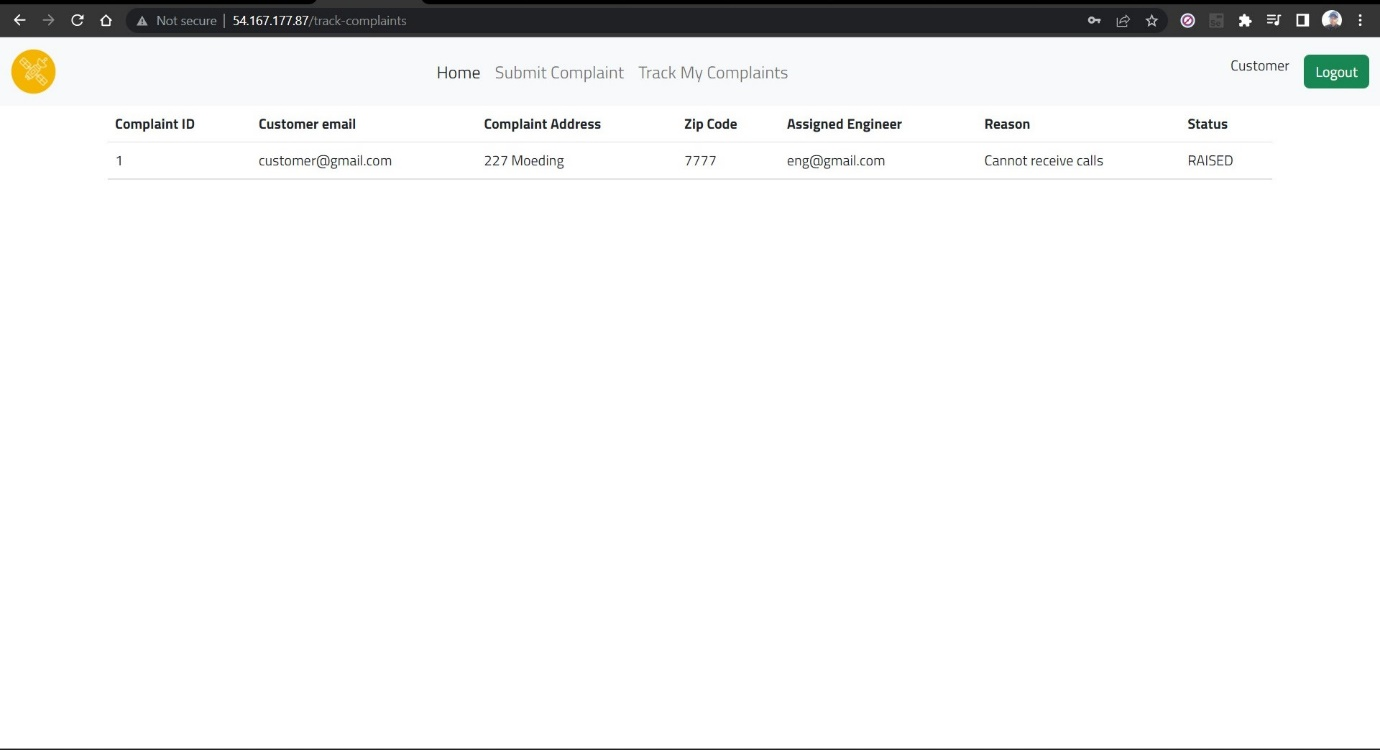 Not secure | 54.167.177.87/track-complaints
Home Submit Complaint Track My Complaints Customer Logout
Complaint ID Customer email Complaint Address Zip Code Assigned Engineer Reason Status
1 customer@gmail.com 227 Moeding 7777 eng@gmail.com Cannot receive calls RAISED